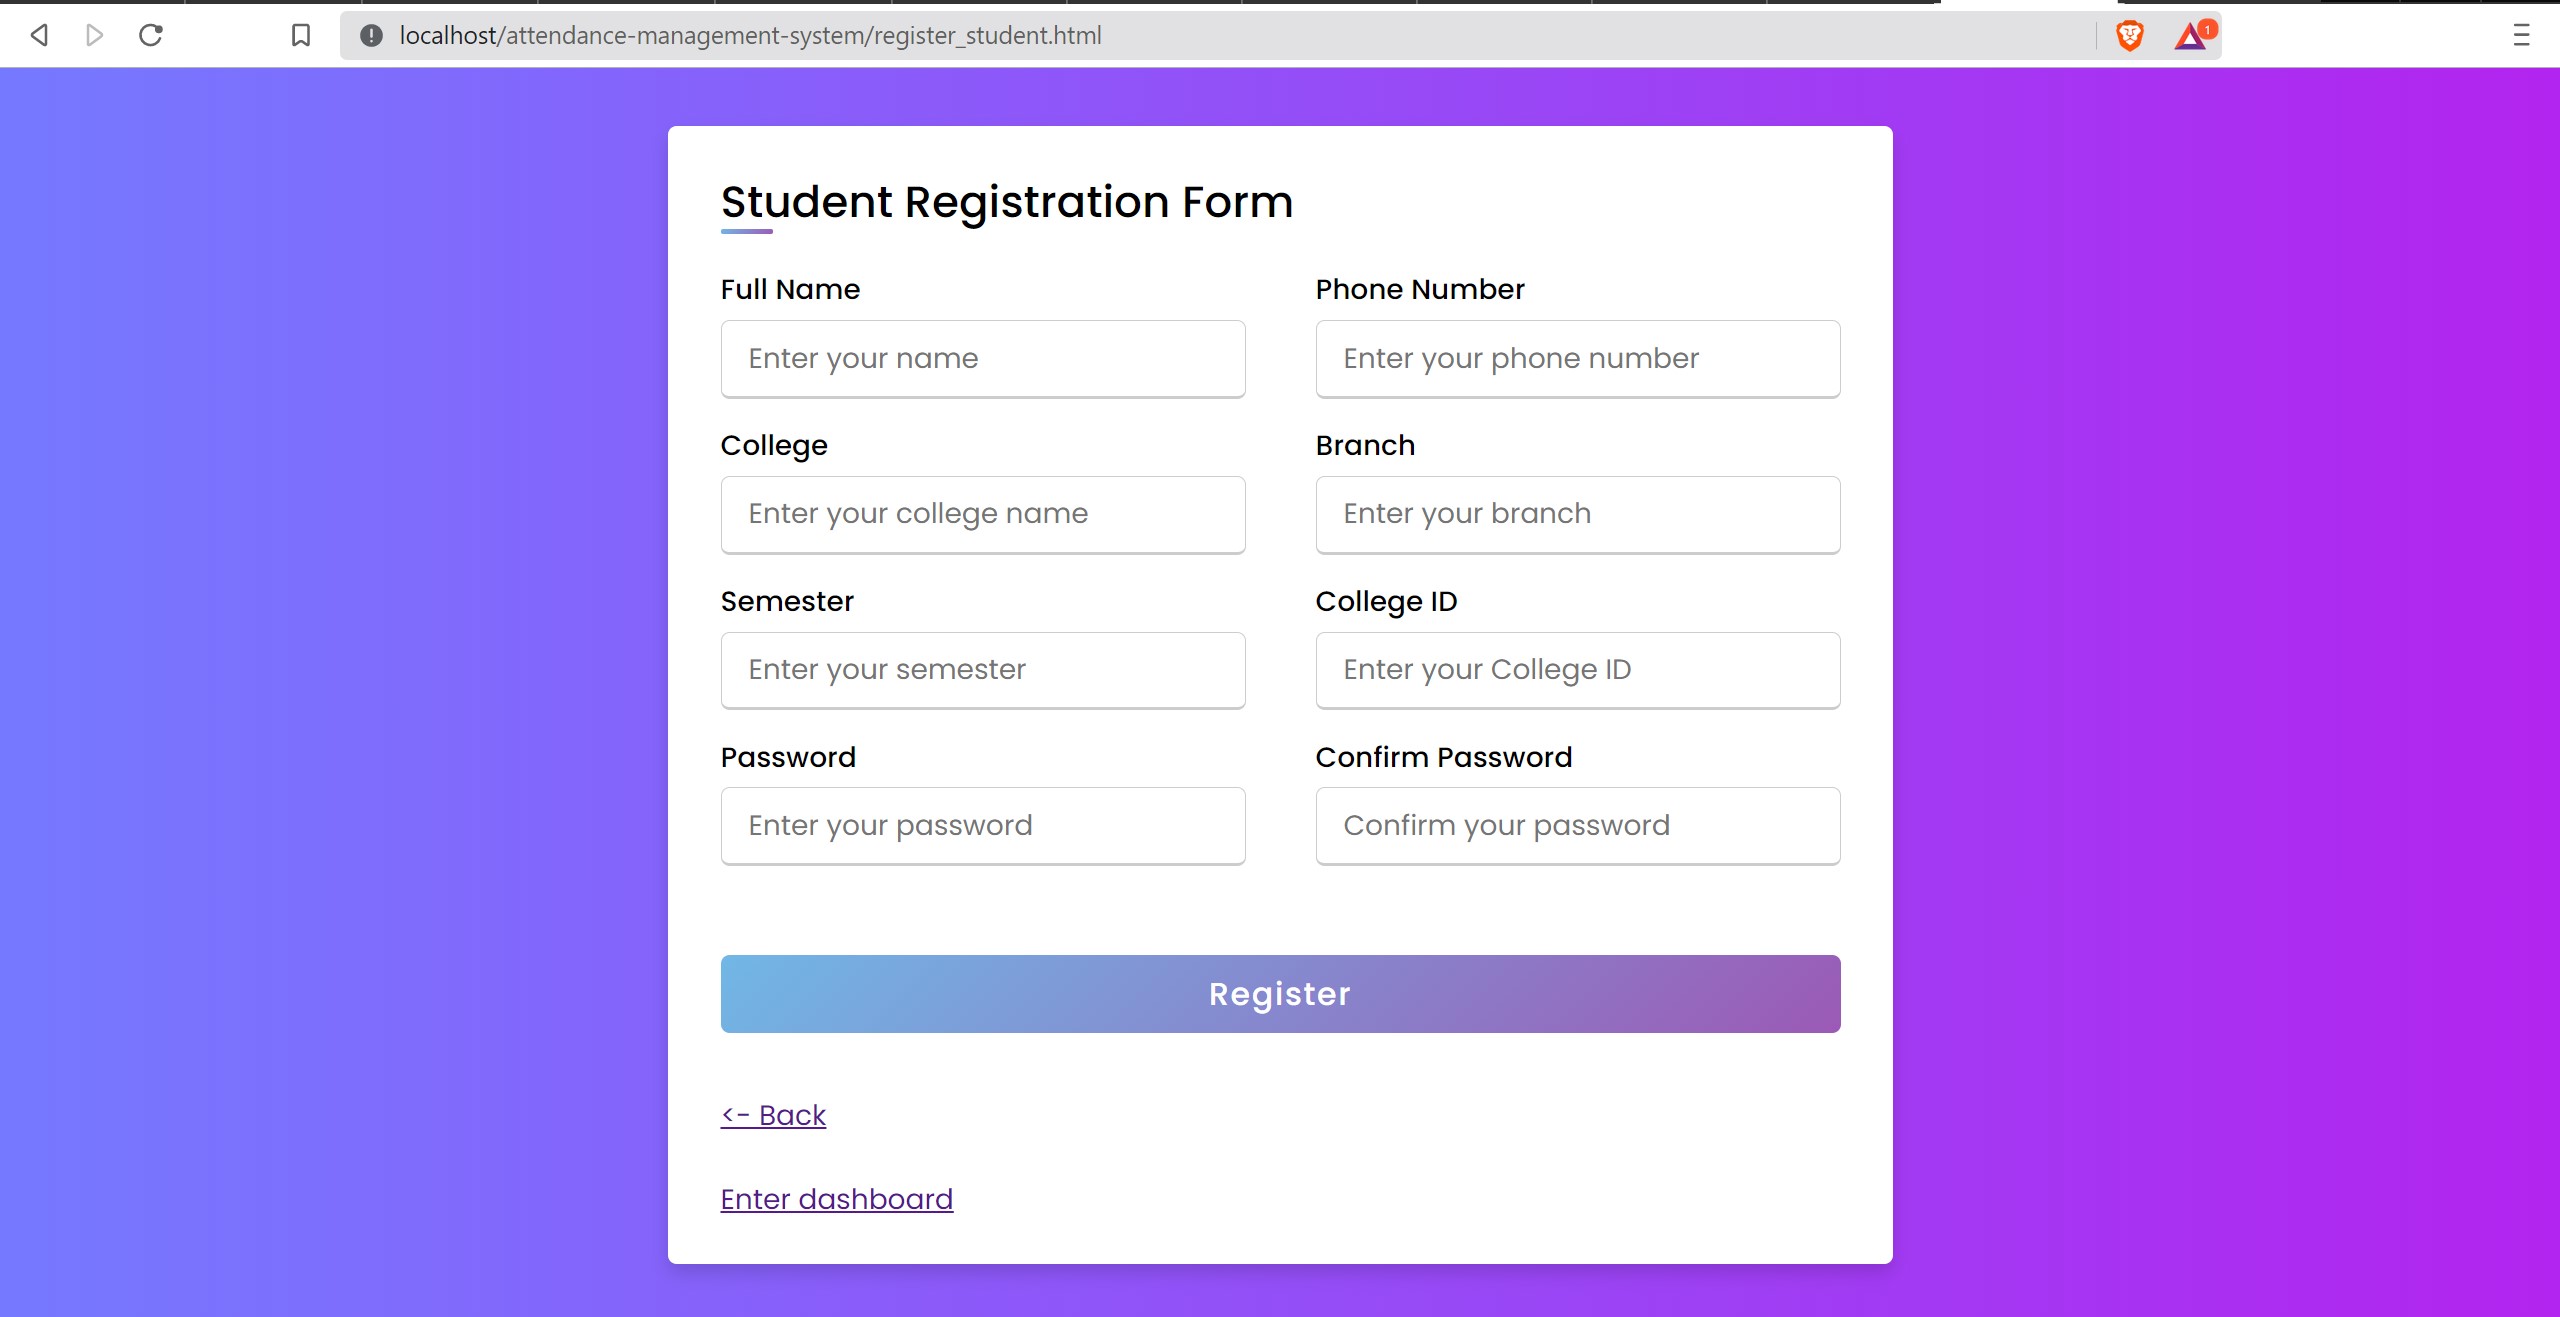 localhost/attendance-management-system/register_student.html
1
Student Registration Form
Full Name
Phone Number
Enter your name
Enter your phone number
College
Branch
Enter your college name
Enter your branch
Semester
College ID
Enter your semester
Enter your College ID
Password
Confirm Password
Enter your password
Confirm your password
Register
<- Back
Enter dashboard